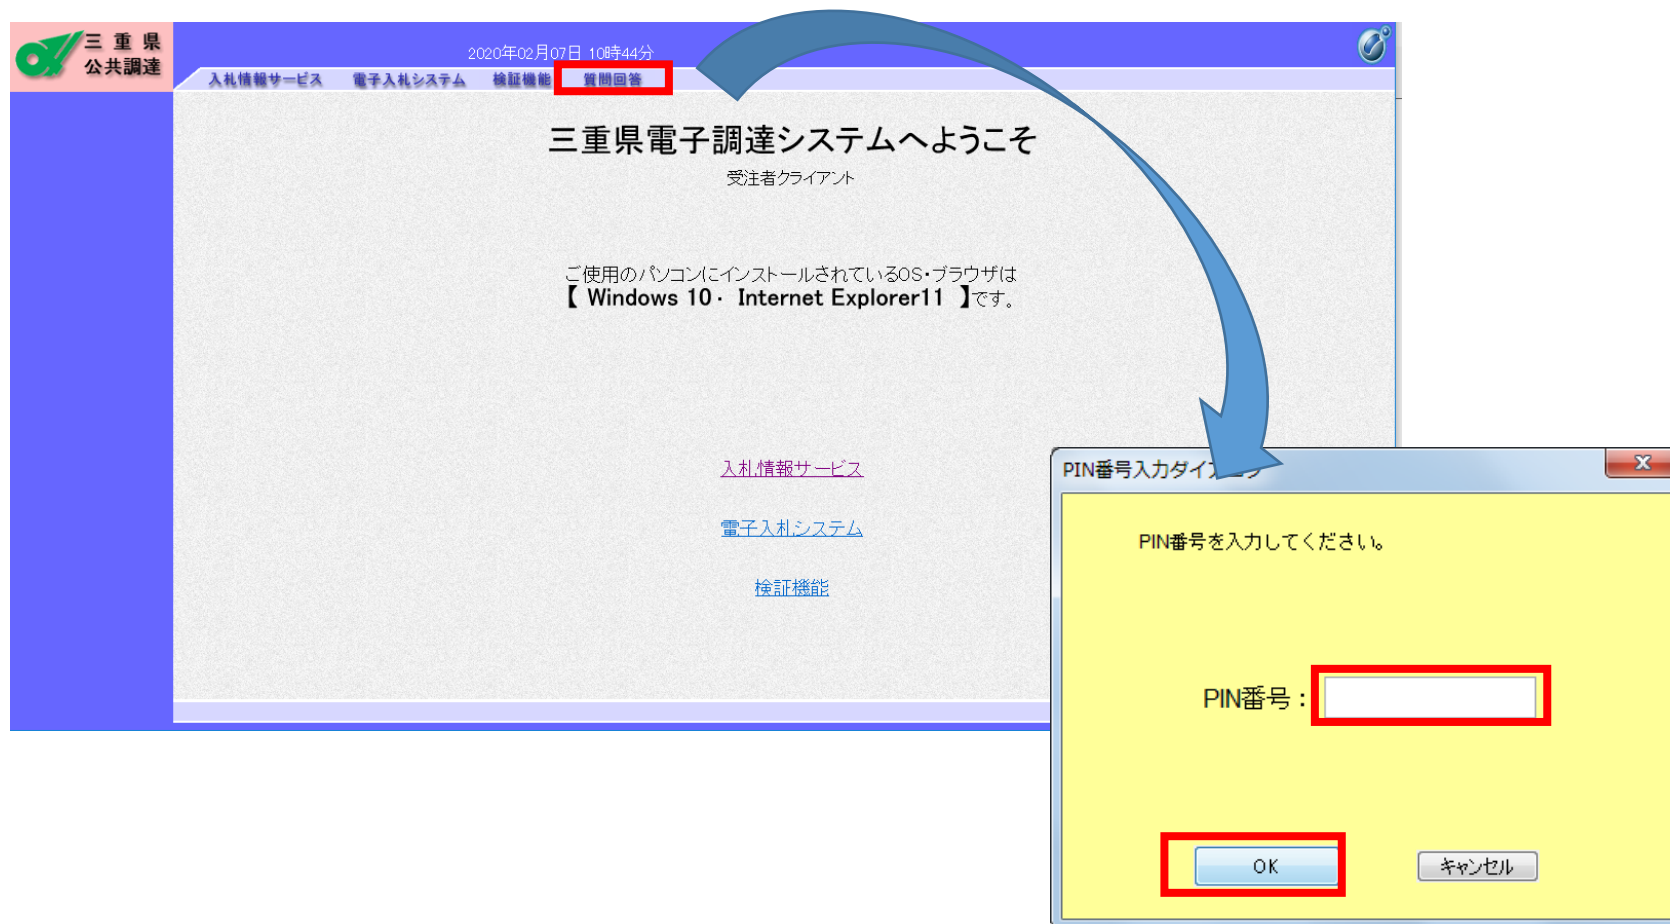 三重県
公共調達
2020年02月07日 10時44分
入札情報サービス 電子入札システム 検証機能 質問回答
三重県電子調達システムへようこそ
受注者クライアント
ご使用のパソコンにインストールされているOS・ブラウザは
【 Windows 10・ Internet Explorer11 】です。
入札情報サービス
電子入札システム
検証機能
PIN番号入力ダイ
PIN番号を入力してください。
PIN番号：
OK キャンセル